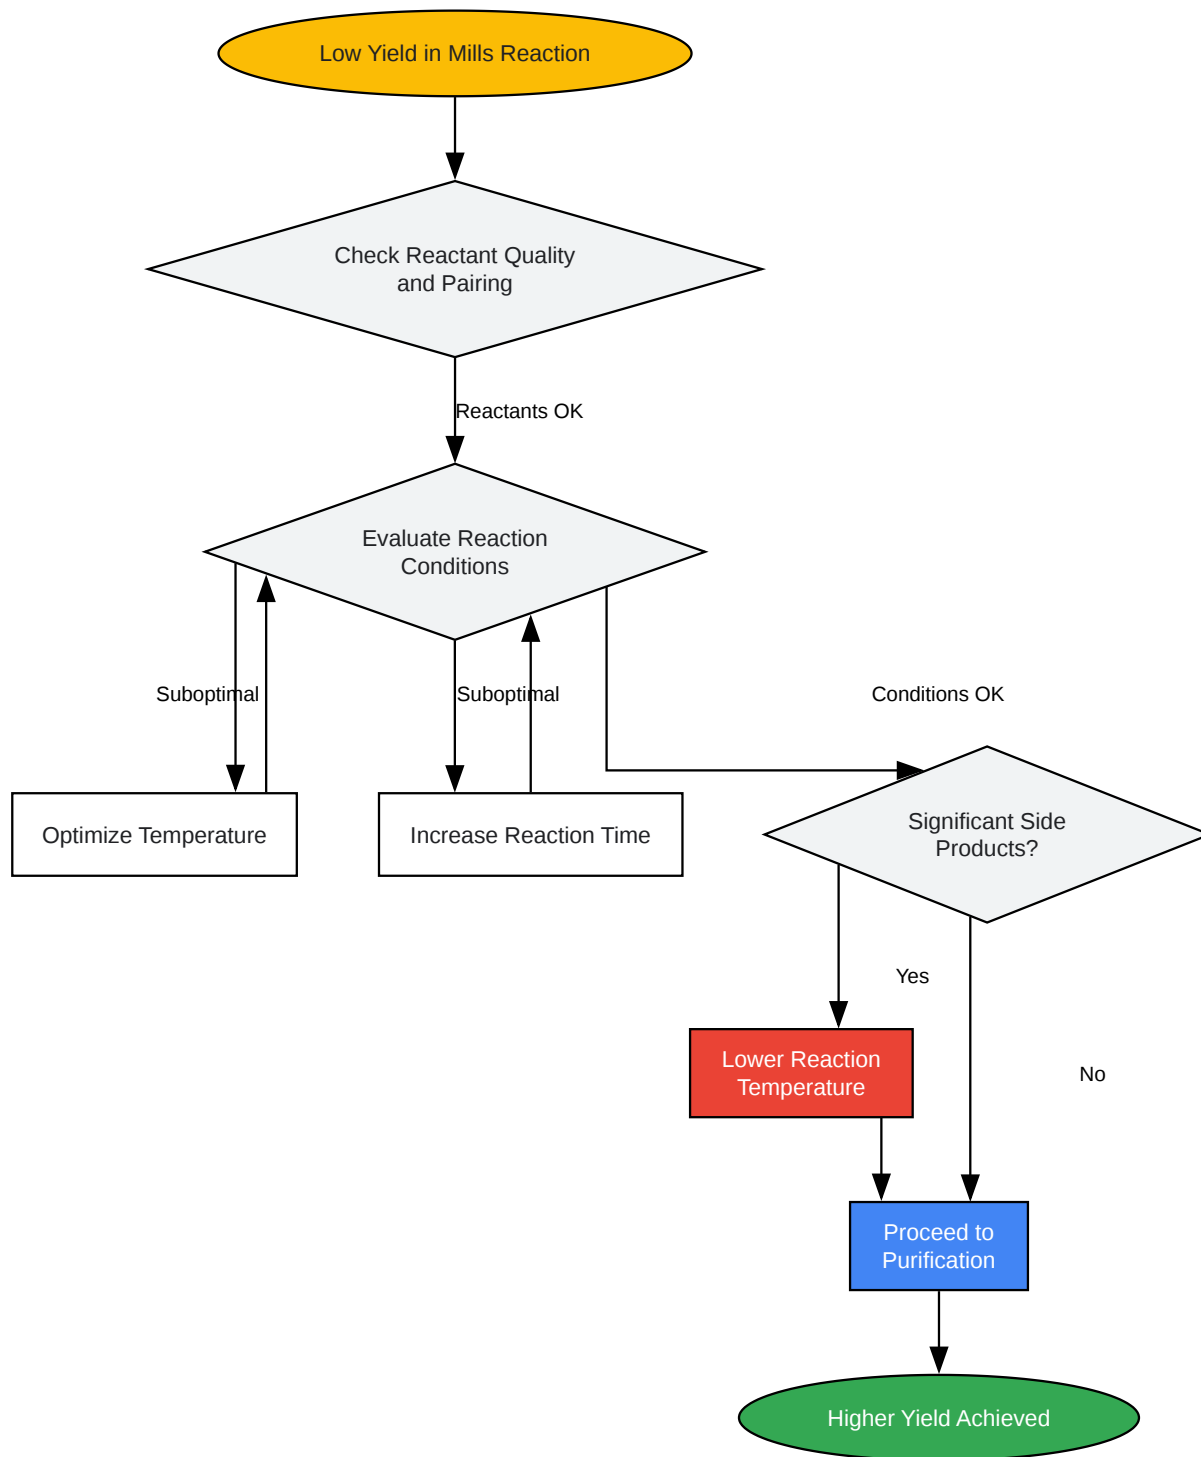 Low Yield in Mills Reaction
Check Reactant Quality
and Pairing
Reactants OK
Evaluate Reaction
Conditions
Suboptimal
Suboptimal
Conditions OK
Optimize Temperature
Increase Reaction Time
Significant Side
Products?
Yes
Lower Reaction
Temperature
No
Proceed to
Purification
Higher Yield Achieved